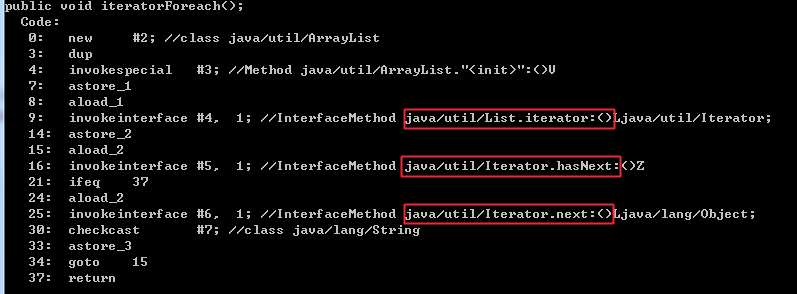 public void iteratorForeach();
Code:
0: new #2; //class java/util/ArrayList
3: dup
4: invokespecial #3; //Method java/util/ArrayList."<init>":()V
7: astore_1
8: aload_1
9: invokeinterface #4, 1; //InterfaceMethod java/util/List.iterator:()Ljava/util/Iterator;
14: astore_2
15: aload_2
16: invokeinterface #5, 1; //InterfaceMethod java/util/Iterator.hasNext:()Z
21: ifeq 37
24: aload_2
25: invokeinterface #6, 1; //InterfaceMethod java/util/Iterator.next:()Ljava/lang/Object;
30: checkcast #7; //class java/lang/String
33: astore_3
34: goto 15
37: return